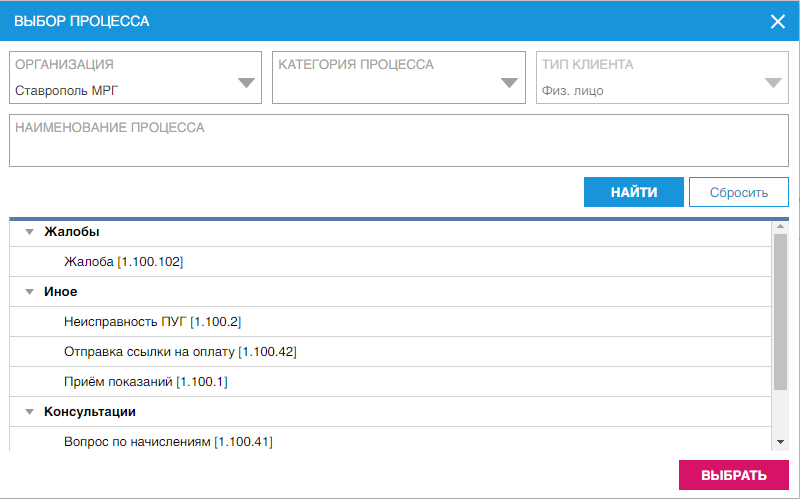 ВЫБОР ПРОЦЕССА
ОРГАНИЗАЦИЯ
Ставрополь МРГ
КАТЕГОРИЯ ПРОЦЕССА
ТИП КЛИЕНТА
Физ. лицо
НАИМЕНОВАНИЕ ПРОЦЕССА
НАЙТИ
Сбросить
Жалобы
Жалоба [1.100.102]
Иное
Неисправность ПУГ [1.100.2]
Отправка ссылки на оплату [1.100.42]
Приём показаний [1.100.1]
Консультации
Вопрос по начислениям [1.100.41]
ВЫБРАТЬ